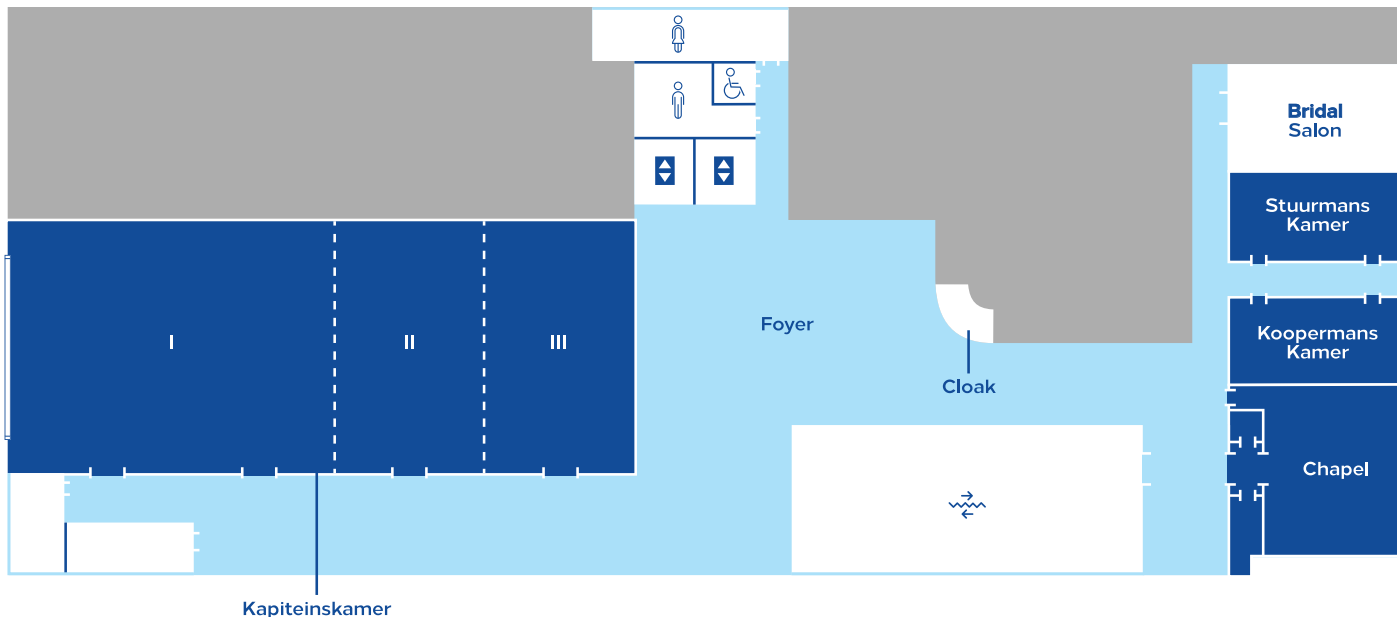 Bridal
Salon
Stuurmans
Kamer
I
II
III
Foyer
Koopermans
Kamer
Cloak
Chapel
Kapiteinskamer